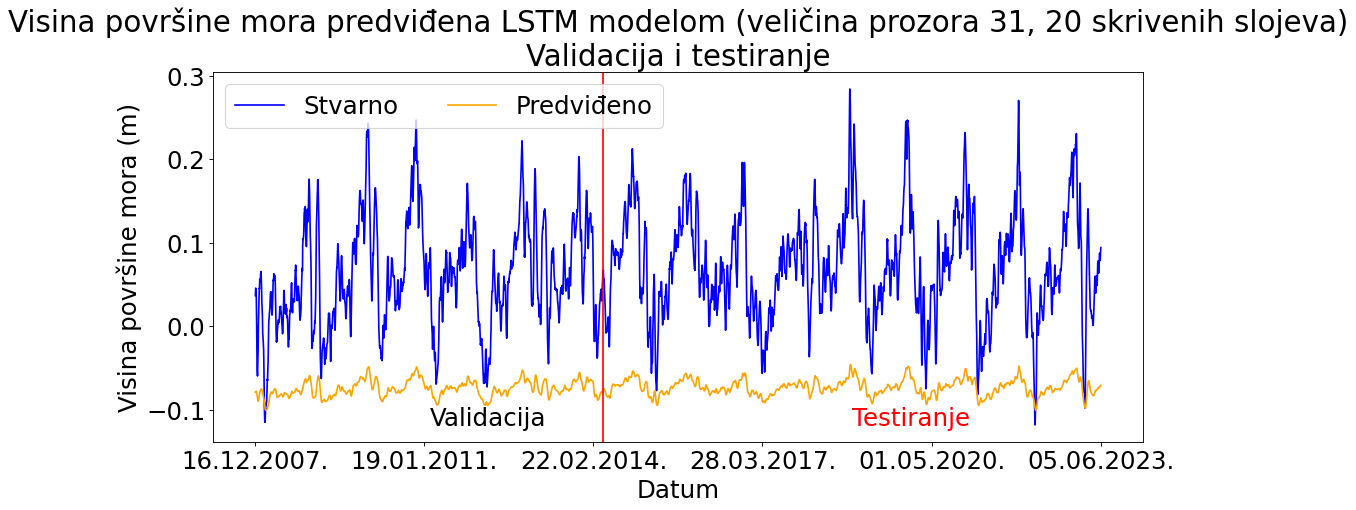 Visina površine mora predviđena LSTM modelom (veličina prozora 31, 20 skrivenih slojeva)
Validacija i testiranje
Stvarno
Predviđeno
Visina površine mora (m)
0.3
0.2
0.1
0.0
−0.1
Validacija
Testiranje
16.12.2007.
19.01.2011.
22.02.2014.
28.03.2017.
01.05.2020.
05.06.2023.
Datum